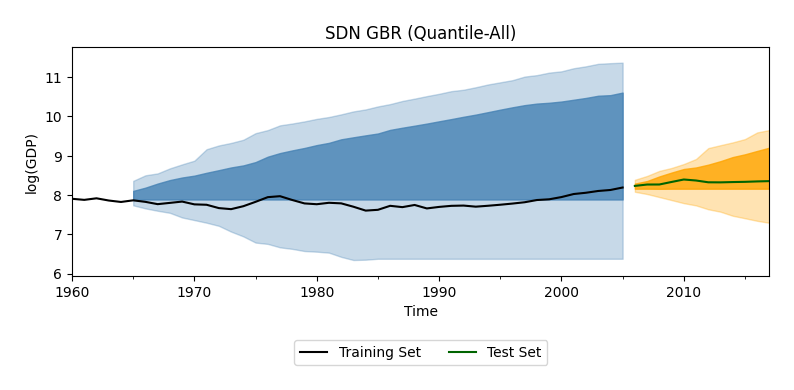 SDN GBR (Quantile-All)
log(GDP)
11
10
9
8
7
6
1960
1970
1980
1990
2000
2010
Time
Training Set
Test Set